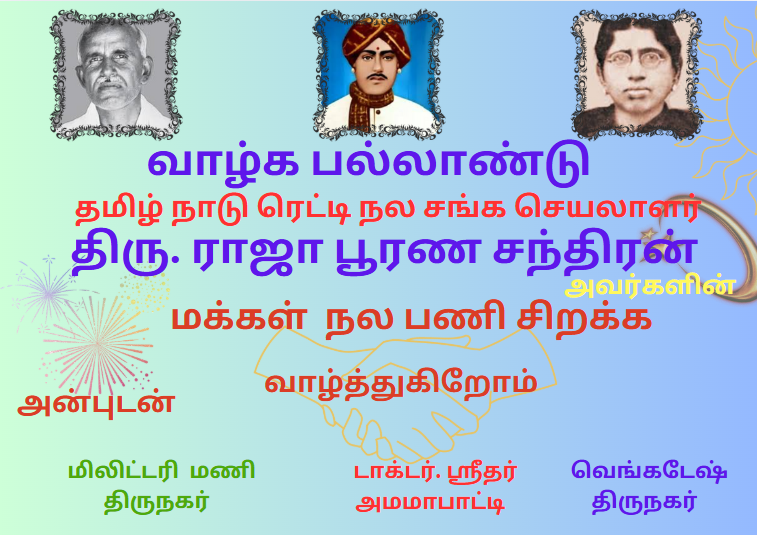 வாழ்க பல்லாண்டு
தமிழ் நாடு ரெட்டி நல சங்க செயலாளர்
திரு. ராஜா பூரண சந்திரன்
அவர்களின்
மக்கள் நல பணி சிறக்க
வாழ்த்துகிறோம்
அன்புடன்
மிலிட்டரி மணி
திருநகர்
டாக்டர். ஸ்ரீதர்
அமமாபாட்டி
வெங்கடேஷ்
திருநகர்